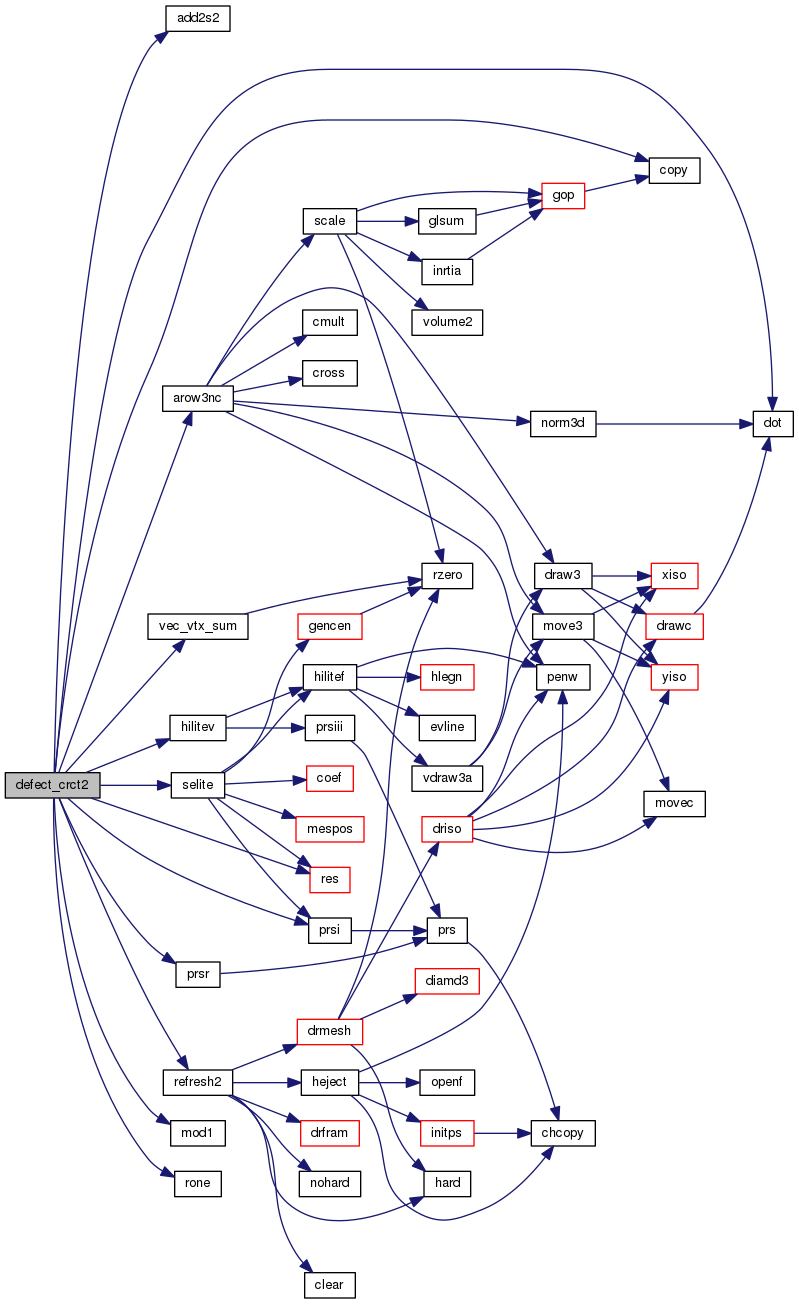 add2s2
copy
gop
scale
glsum
inrtia
cmult
volume2
cross
arow3nc
norm3d
dot
draw3
xiso
rzero
vec_vtx_sum
gencen
move3
drawc
hilitef
hlegn
penw
yiso
hilitev
prsiii
evline
defect_crct2
selite
coef
vdraw3a
movec
mespos
driso
res
prsi
prs
prsr
diamd3
drmesh
refresh2
heject
openf
mod1
drfram
initps
chcopy
rone
nohard
hard
clear